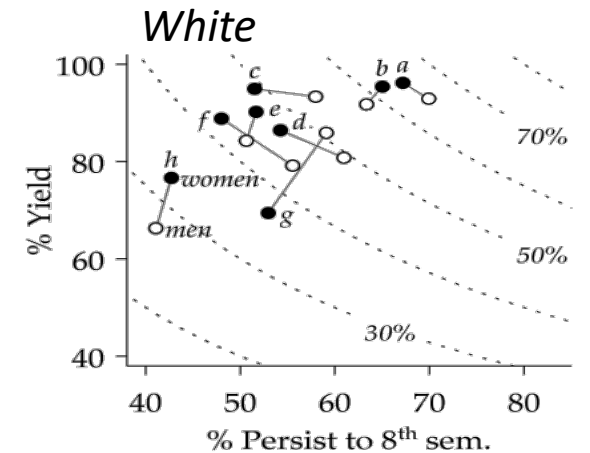 White
100
80
60
40
% Yield
c
b a
f
e
d
h
women
g
men
70%
50%
30%
40 50 60 70 80
% Persist to 8th sem.